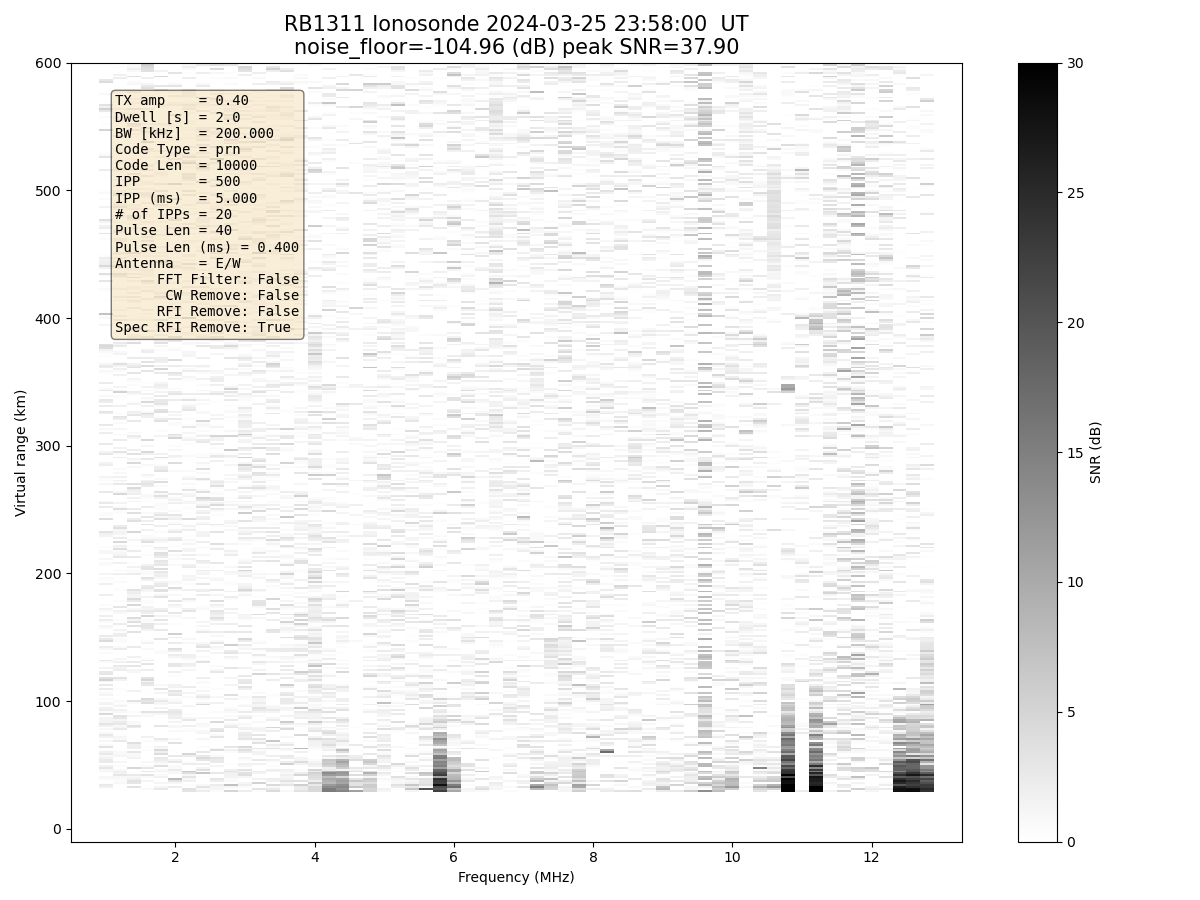 RB1311 Ionosonde 2024-03-25 23:58:00  UT
noise_floor=-104.96 (dB) peak SNR=37.90
600
500
400
300
200
100
0
Virtual range (km)
TX amp    = 0.40
Dwell [s] = 2.0
BW [kHz]  = 200.000
Code Type = prn
Code Len  = 10000
IPP       = 500
IPP (ms)  = 5.000
# of IPPs = 20
Pulse Len = 40
Pulse Len (ms) = 0.400
Antenna   = E/W
FFT Filter: False
CW Remove: False
RFI Remove: False
Spec RFI Remove: True
2 4 6 8 10 12
Frequency (MHz)
30
25
20
15
10
5
0
SNR (dB)